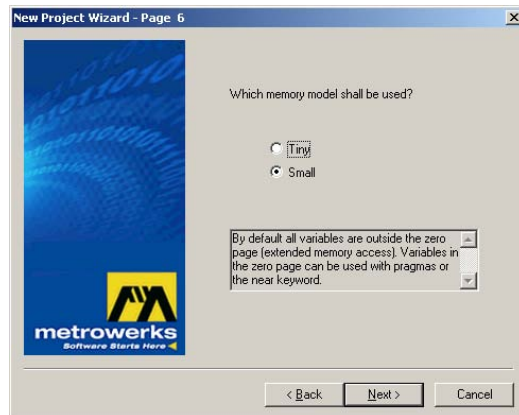 New Project Wizard - Page 6
Which memory model shall be used?
Tiny
Small
By default all variables are outside the zero
page (extended memory access). Variables in
the zero page can be used with pragmas or
the near keyword.
metrowerks
Software Starts Here
< Back
Next >
Cancel